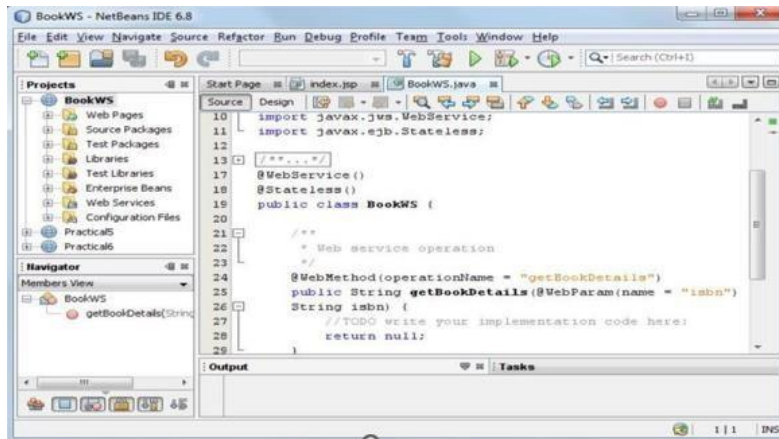 BookWS - NetBeans IDE 6.8
File Edit View Navigate Source Refactor Run Debug Profile Team Tools Window Help
Search (Ctrl+I)
Projects
BookWS
Web Pages
Source Packages
Test Packages
Libraries
Test Libraries
Enterprise Beans
Web Services
Configuration Files
Practical5
Practical6
Navigator
Members View
BookWS
getBookDetails(String
Start Page index.jsp BookWS.java
Source Design
10 import javax.jws.WebService;
11 import javax.ejb.Stateless;
12
13 /**...*/
17 @WebService()
18 @Stateless()
19 public class BookWS {
20
21 /**
22 * Web service operation
23 */
24 @WebMethod(operationName = "getBookDetails")
25 public String getBookDetails(@WebParam(name = "isbn")
26 String isbn) {
27 //TODO write your implementation code here:
28 return null;
29 }
Output Tasks
1 | 1 INS